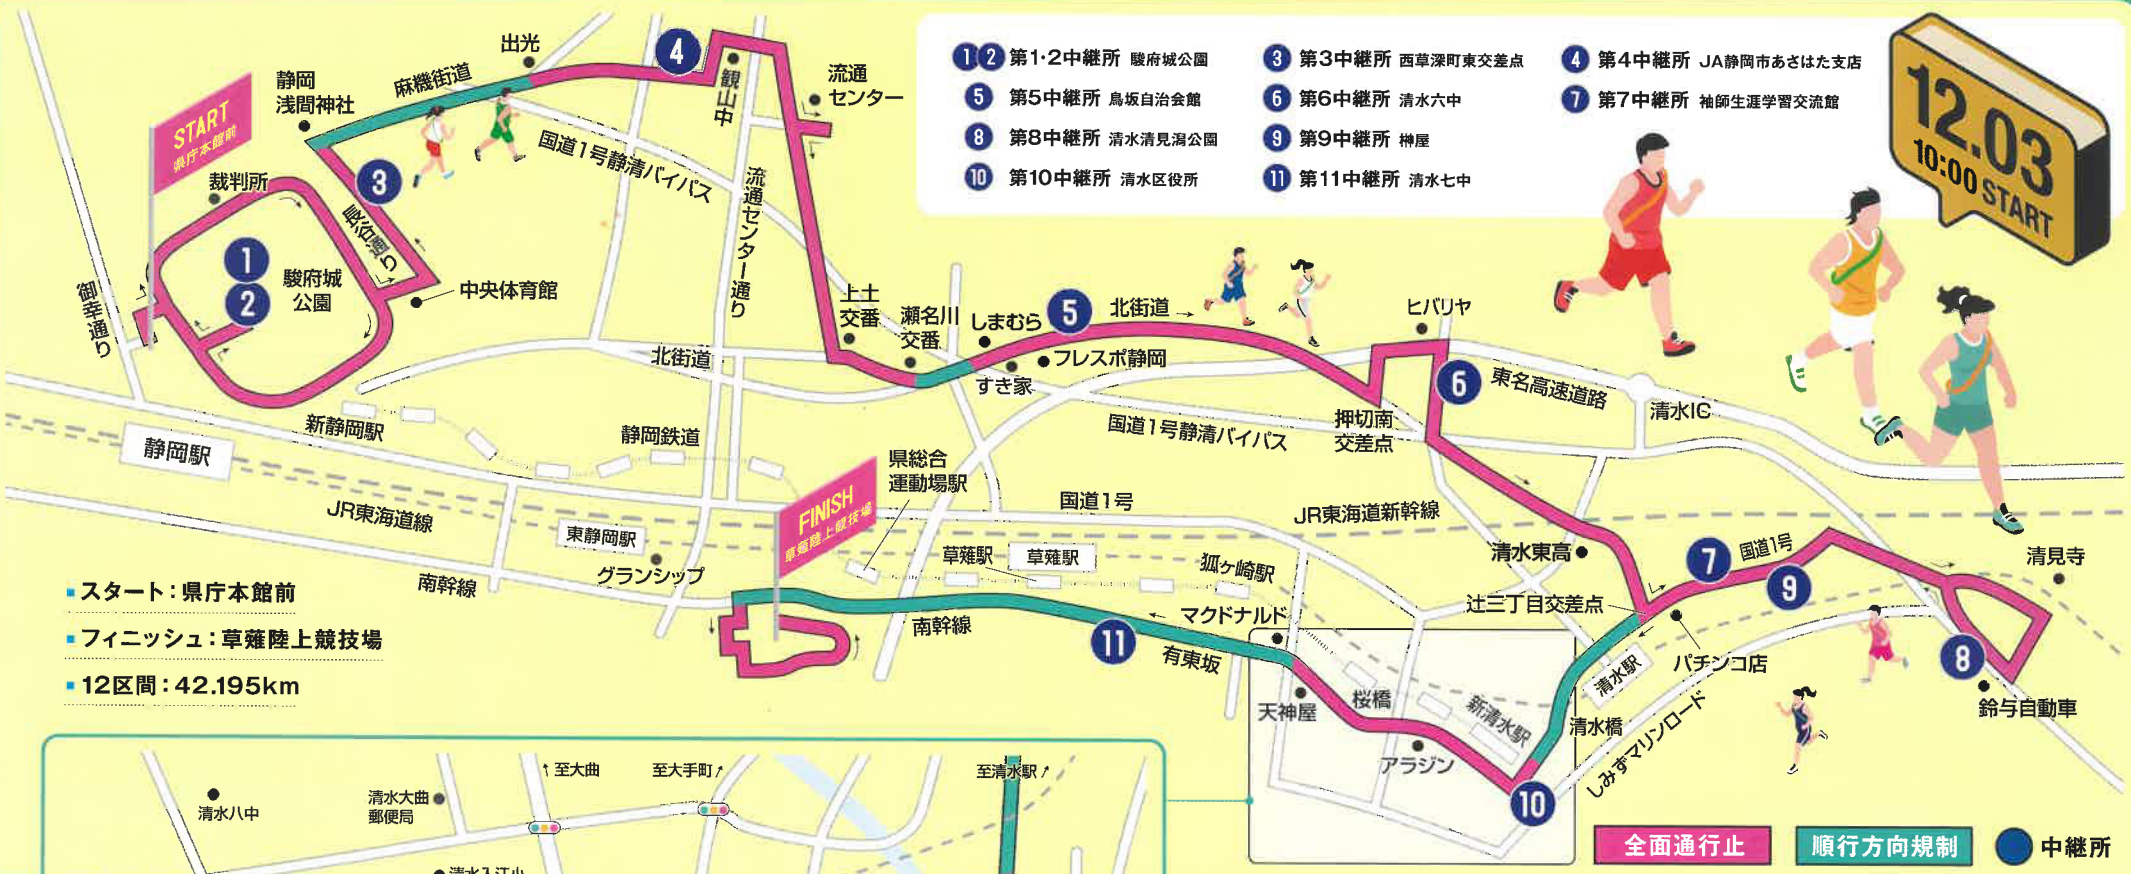 12.03
10:00 START
1 2 第1·2中継所 駿府城公園
3 第3中継所 西草深町東交差点
4 第4中継所 JA静岡市あさはた支店
5 第5中継所 鳥坂自治会館
6 第6中継所 清水六中
7 第7中継所 袖師生涯学習交流館
8 第8中継所 清水清見潟公園
9 第9中継所 榊屋
10 第10中継所 清水区役所
11 第11中継所 清水七中
START
県庁本館前
裁判所
静岡
浅間神社
麻機街道
出光
4
観山中
流通
センター
3
長谷通り
国道1号静清バイパス
流通センター通り
1
2
駿府城
公園
中央体育館
御幸通り
上土
交番
瀬名川
交番
しまむら
5
北街道→
すき家
フレスポ静岡
ヒバリヤ
6
東名高速道路
清水IC
北街道
新静岡駅
静岡駅
静岡鉄道
国道1号静清バイパス
押切南
交差点
県総合
運動場駅
JR東海道線
東静岡駅
グランシップ
南幹線
FINISH
草薙陸上競技場
国道1号
JR東海道新幹線
草薙駅
草薙駅
狐ヶ崎駅
清水東高
7
国道1号
9
清見寺
辻三丁目交差点
マクドナルド
南幹線
11
有東坂
天神屋
桜橋
新清水駅
アラジン
10
清水駅
清水橋
パチンコ店
しみずマリンロード
8
鈴与自動車
スタート：県庁本館前
フィニッシュ：草薙陸上競技場
12区間：42.195km
清水八中
清水大曲
郵便局
↑至大曲
至大手町↗
至清水駅↗
清水入江小
全面通行止
順行方向規制
中継所